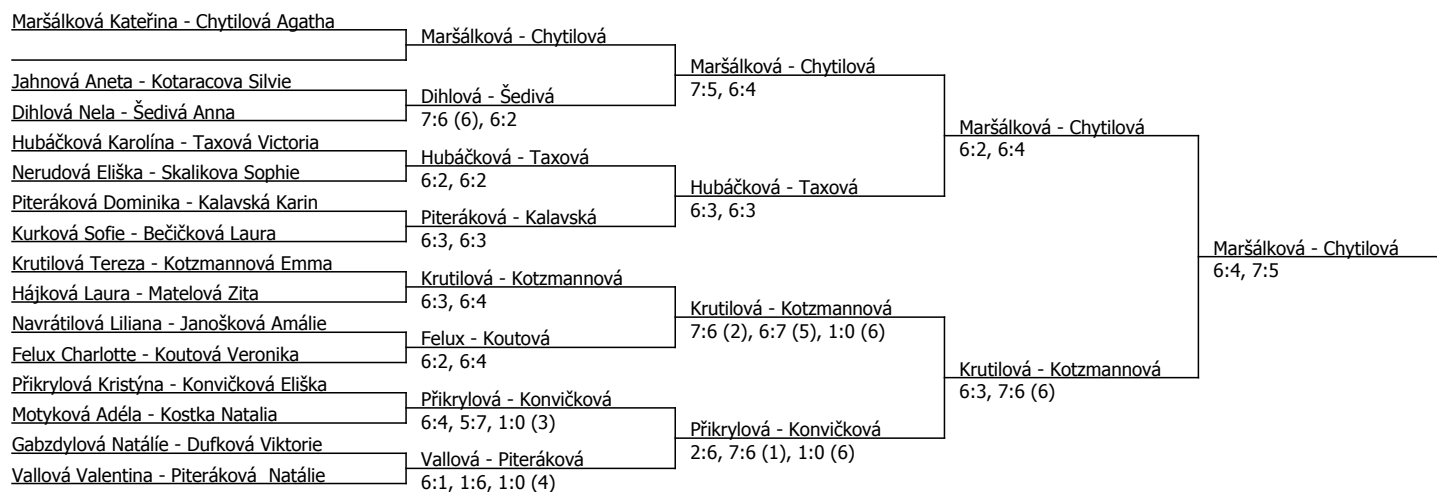 Maršálková Kateřina - Chytilová Agatha
Jahnová Aneta - Kotaracova Silvie
Dihlová Nela - Šedivá Anna
Hubáčková Karolína - Taxová Victoria
Nerudová Eliška - Skalikova Sophie
Piteráková Dominika - Kalavská Karin
Kurková Sofie - Bečičková Laura
Krutilová Tereza - Kotzmannová Emma
Hájková Laura - Matelová Zita
Navrátilová Liliana - Janošková Amálie
Felux Charlotte - Koutová Veronika
Přikrylová Kristýna - Konvičková Eliška
Motyková Adéla - Kostka Natalia
Gabzdylová Natálíe - Dufková Viktorie
Vallová Valentina - Piteráková  Natálie
Maršálková - Chytilová
Dihlová - Šedivá
7:6 (6), 6:2
Hubáčková - Taxová
6:2, 6:2
Piteráková - Kalavská
6:3, 6:3
Krutilová - Kotzmannová
6:3, 6:4
Felux - Koutová
6:2, 6:4
Přikrylová - Konvičková
6:4, 5:7, 1:0 (3)
Vallová - Piteráková
6:1, 1:6, 1:0 (4)
Maršálková - Chytilová
7:5, 6:4
Hubáčková - Taxová
6:3, 6:3
Krutilová - Kotzmannová
7:6 (2), 6:7 (5), 1:0 (6)
Přikrylová - Konvičková
2:6, 7:6 (1), 1:0 (6)
Maršálková - Chytilová
6:2, 6:4
Krutilová - Kotzmannová
6:3, 7:6 (6)
Maršálková - Chytilová
6:4, 7:5